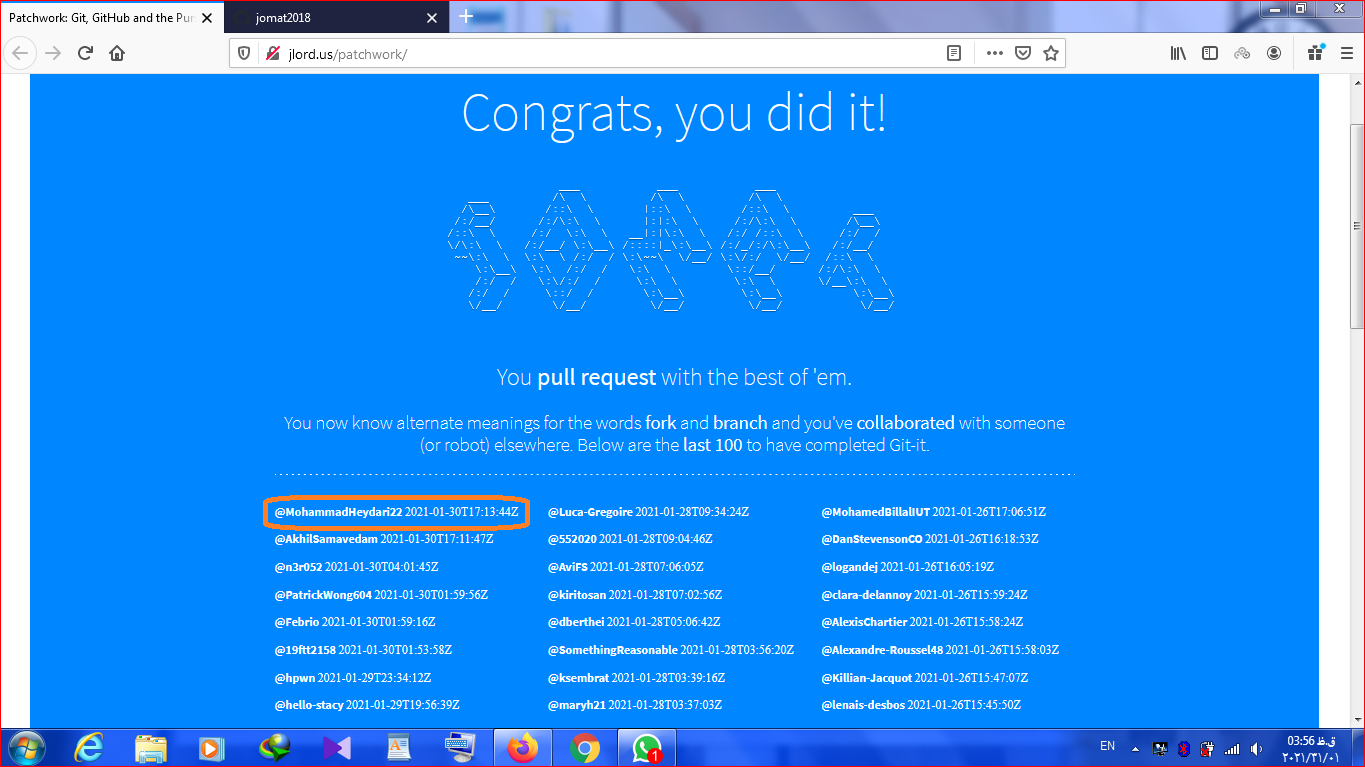 Patchwork: Git, GitHub and the Pur
jomat2018
jlord.us/patchwork/
Congrats, you did it!
You pull request with the best of 'em.
You now know alternate meanings for the words fork and branch and you've collaborated with someone
(or robot) elsewhere. Below are the last 100 to have completed Git-it.
@MohammadHeydari22 2021-01-30T17:13:44Z
@AkhilSamavedam 2021-01-30T17:11:47Z
@n3r052 2021-01-30T04:01:45Z
@PatrickWong604 2021-01-30T01:59:56Z
@Febrio 2021-01-30T01:59:16Z
@19ftt2158 2021-01-30T01:53:58Z
@hpwn 2021-01-29T23:34:12Z
@hello-stacy 2021-01-29T19:56:39Z
@Luca-Gregoire 2021-01-28T09:34:24Z
@552020 2021-01-28T09:04:46Z
@AviFS 2021-01-28T07:06:05Z
@kiritosan 2021-01-28T07:02:56Z
@dberthei 2021-01-28T05:06:42Z
@SomethingReasonable 2021-01-28T03:56:20Z
@ksembrat 2021-01-28T03:39:16Z
@maryh21 2021-01-28T03:37:03Z
@MohamedBillalIUT 2021-01-26T17:06:51Z
@DanStevensonCO 2021-01-26T16:18:53Z
@logandej 2021-01-26T16:05:19Z
@clara-delannoy 2021-01-26T15:59:24Z
@AlexisChartier 2021-01-26T15:58:24Z
@Alexandre-Roussel48 2021-01-26T15:58:03Z
@Killian-Jacquot 2021-01-26T15:47:07Z
@lenais-desbos 2021-01-26T15:45:50Z
1
EN
03:56 ق.ظ
۲۰۲۱/۳۱/۰۱